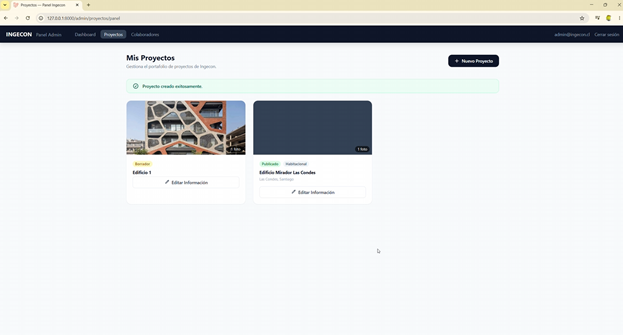 Proyectos — Panel Ingecon
127.0.0.1:8000/admin/proyectos/panel
INGECON Panel Admin Dashboard Proyectos Colaboradores admin@ingecon.cl Cerrar sesión
Mis Proyectos
Gestiona el portafolio de proyectos de Ingecon.
+ Nuevo Proyecto
Proyecto creado exitosamente.
1 foto
Borrador
Edificio 1
Editar Información
1 foto
Publicado Habitacional
Edificio Mirador Las Condes
Las Condes, Santiago
Editar Información